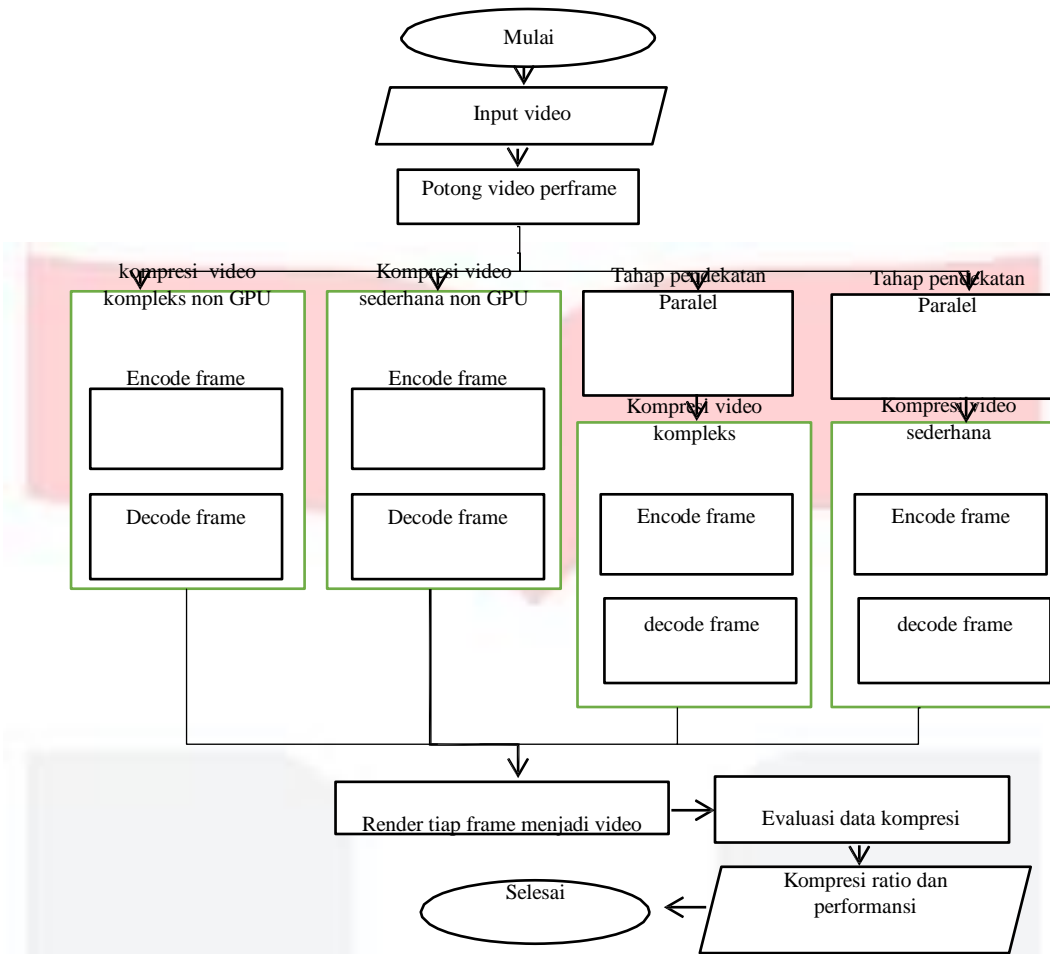 Mulai
Input video
Potong video perframe
kompresi video
kompleks non GPU
Encode frame
Decode frame
Kompresi video
sederhana non GPU
Encode frame
Decode frame
Tahap pendekatan
Paralel
Kompresi video
kompleks
Encode frame
decode frame
Tahap pendekatan
Paralel
Kompresi video
sederhana
Encode frame
decode frame
Render tiap frame menjadi video
Evaluasi data kompresi
Kompresi ratio dan
performansi
Selesai